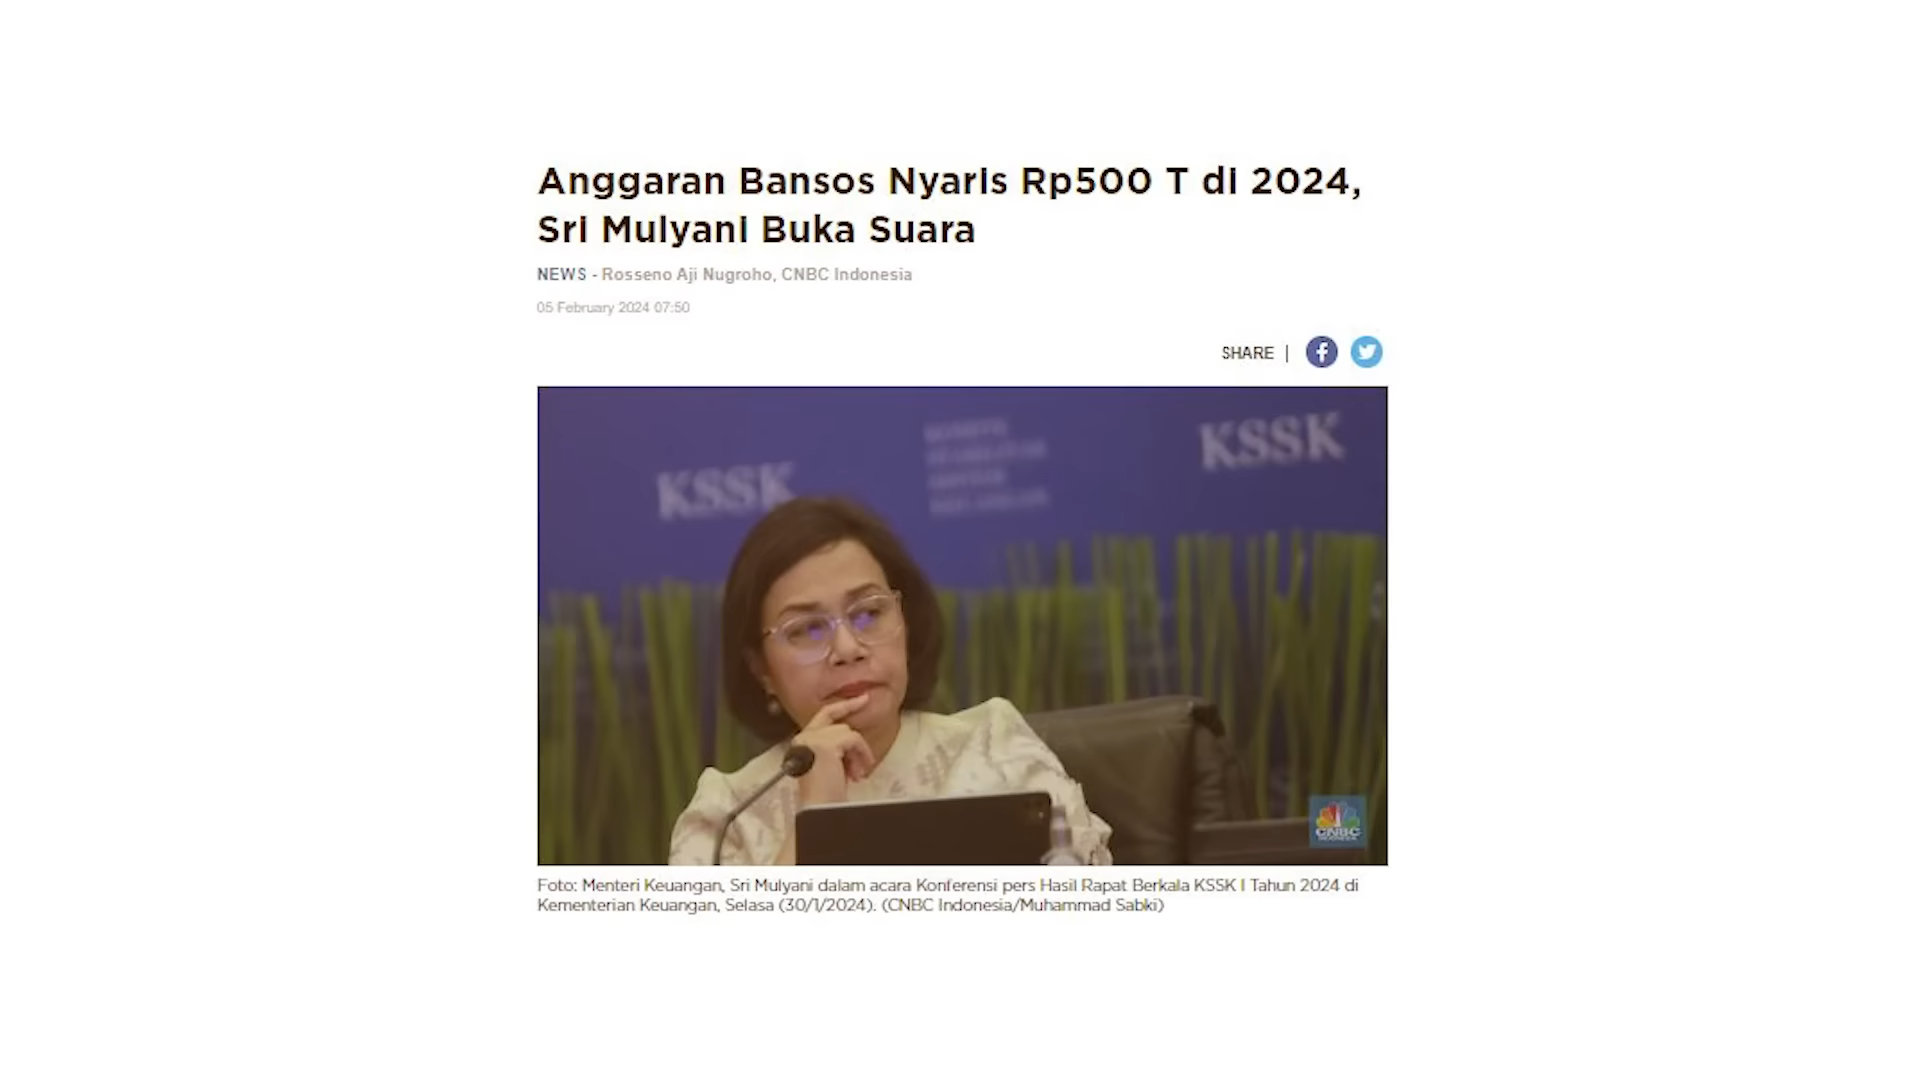 Anggaran Bansos Nyaris Rp500 T di 2024,
Sri Mulyani Buka Suara
NEWS - Rosseno Aji Nugroho, CNBC Indonesia
05 February 2024 07:50
SHARE |
KSSK
KSSK
CNBC
INDONESIA
Foto: Menteri Keuangan, Sri Mulyani dalam acara Konferensi pers Hasil Rapat Berkala KSSK I Tahun 2024 di
Kementerian Keuangan, Selasa (30/1/2024). (CNBC Indonesia/Muhammad Sabki)